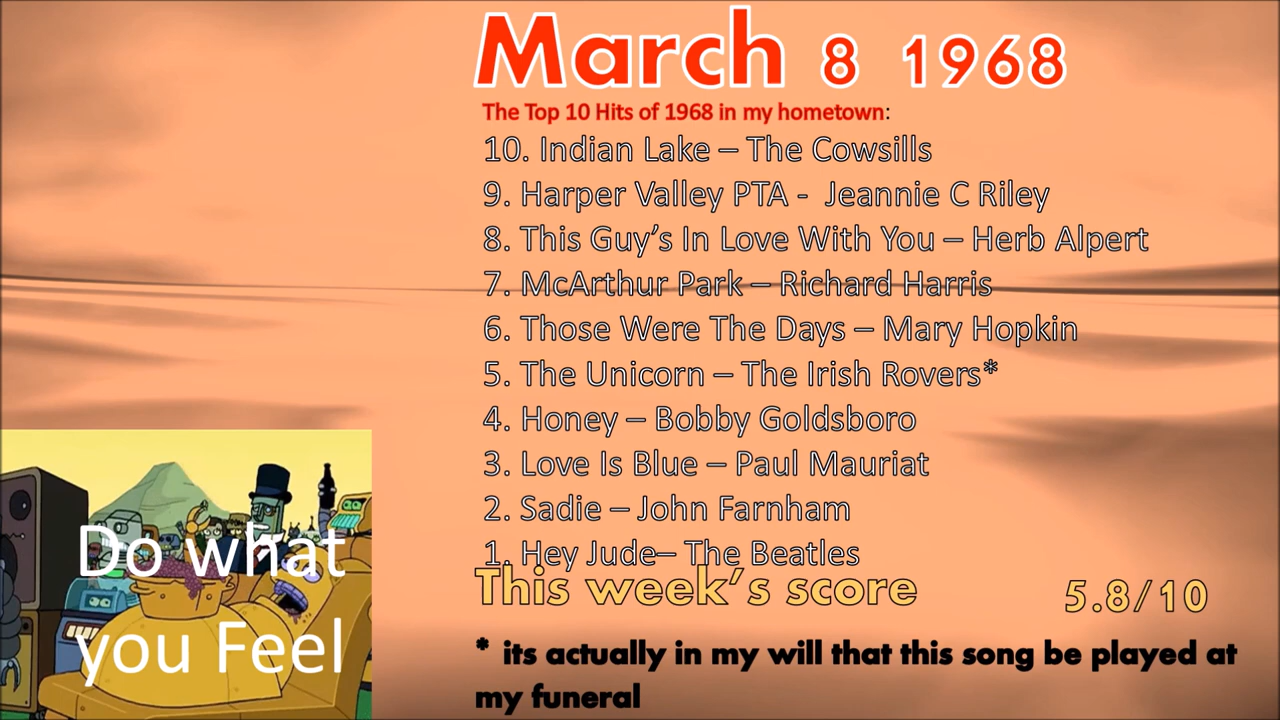 March 8 1968
The Top 10 Hits of 1968 in my hometown:
10. Indian Lake – The Cowsills
9. Harper Valley PTA - Jeannie C Riley
8. This Guy’s In Love With You – Herb Alpert
7. McArthur Park – Richard Harris
6. Those Were The Days – Mary Hopkin
5. The Unicorn – The Irish Rovers*
4. Honey – Bobby Goldsboro
3. Love Is Blue – Paul Mauriat
2. Sadie – John Farnham
1. Hey Jude– The Beatles
This week’s score 5.8/10
* its actually in my will that this song be played at
my funeral
Do what
you Feel